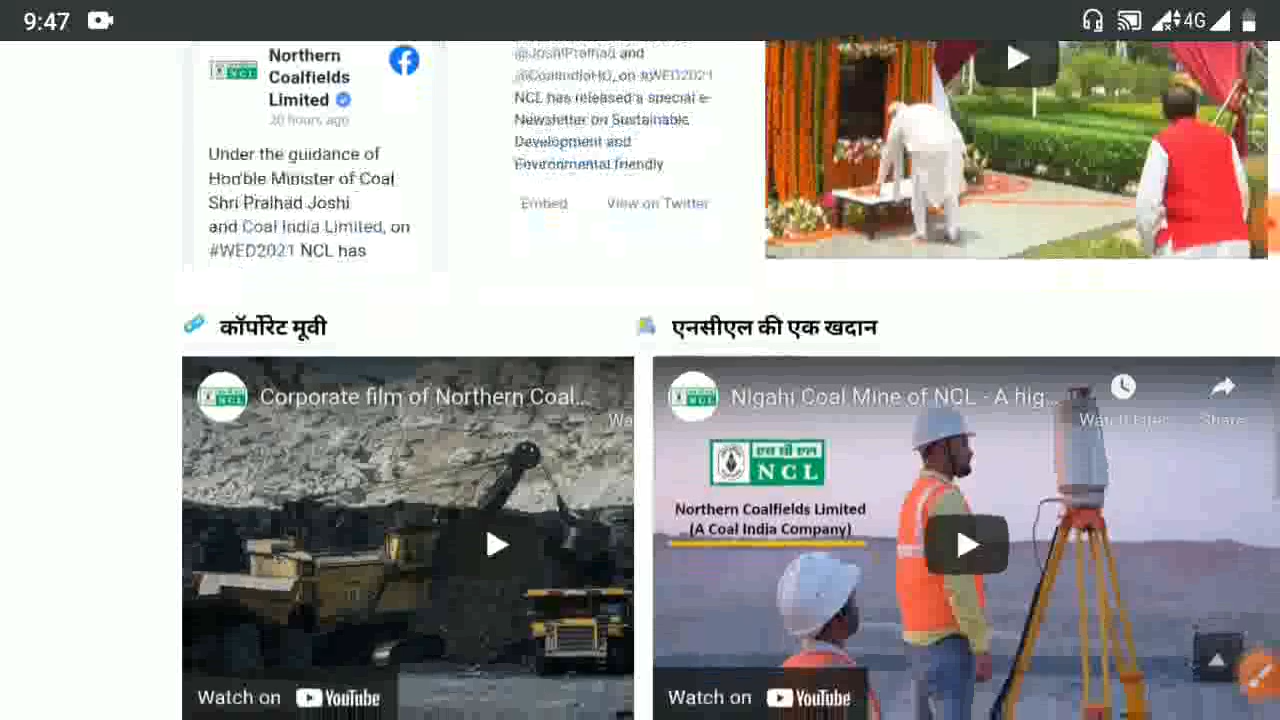 9:47
4G
Northern
Coalfields
Limited
20 hours ago
Under the guidance of
Hon'ble Minister of Coal
Shri Pralhad Joshi
and Coal India Limited, on
#WED2021 NCL has
@JoshiPralhad and
@CoalIndiaHQ, on #WED2021
NCL has released a special e-
Newsletter on Sustainable
Development and
Environmental friendly
Embed View on Twitter
कॉर्पोरेट मूवी
एनसीएल की एक खदान
Corporate film of Northern Coal...
Wa
Watch on YouTube
Nigahi Coal Mine of NCL - A hig...
Watch later Share
एन सी एल
NCL
Northern Coalfields Limited
(A Coal India Company)
Watch on YouTube